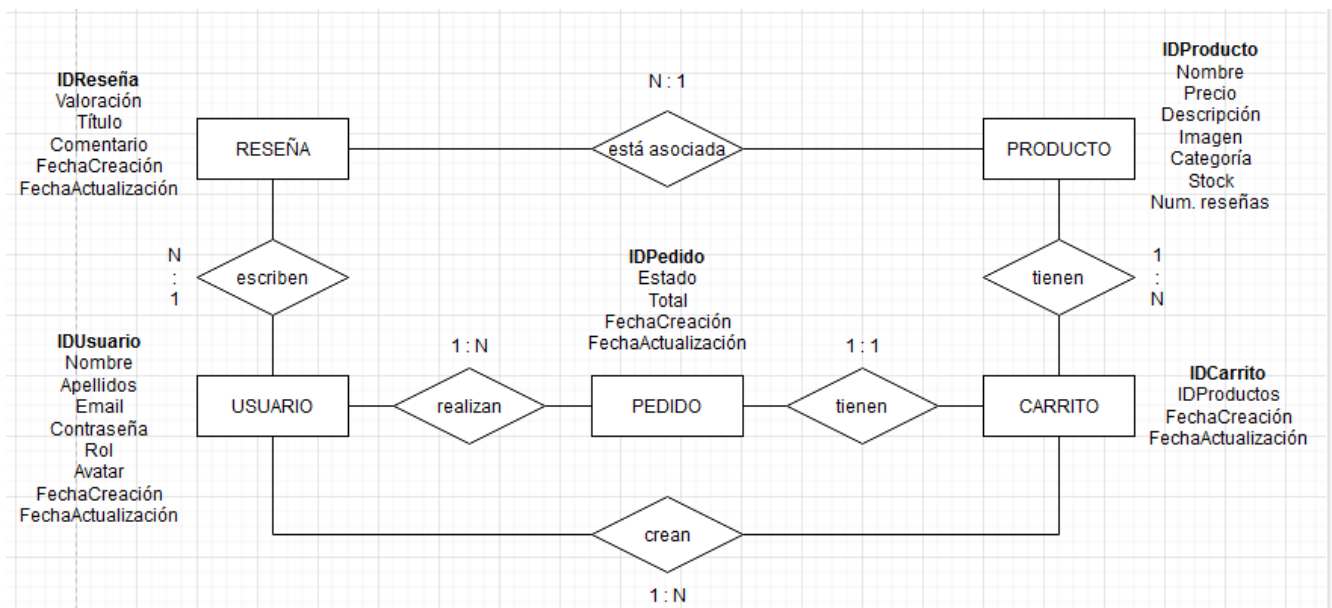 IDReseña
Valoración
Título
Comentario
FechaCreación
FechaActualización
RESEÑA
N : 1
está asociada
PRODUCTO
IDProducto
Nombre
Precio
Descripción
Imagen
Categoría
Stock
Num. reseñas
N
:
1
escriben
IDPedido
Estado
Total
FechaCreación
FechaActualización
tienen
1
:
N
IDUsuario
Nombre
Apellidos
Email
Contraseña
Rol
Avatar
FechaCreación
FechaActualización
USUARIO
1 : N
realizan
PEDIDO
1 : 1
tienen
CARRITO
IDCarrito
IDProductos
FechaCreación
FechaActualización
crean
1 : N